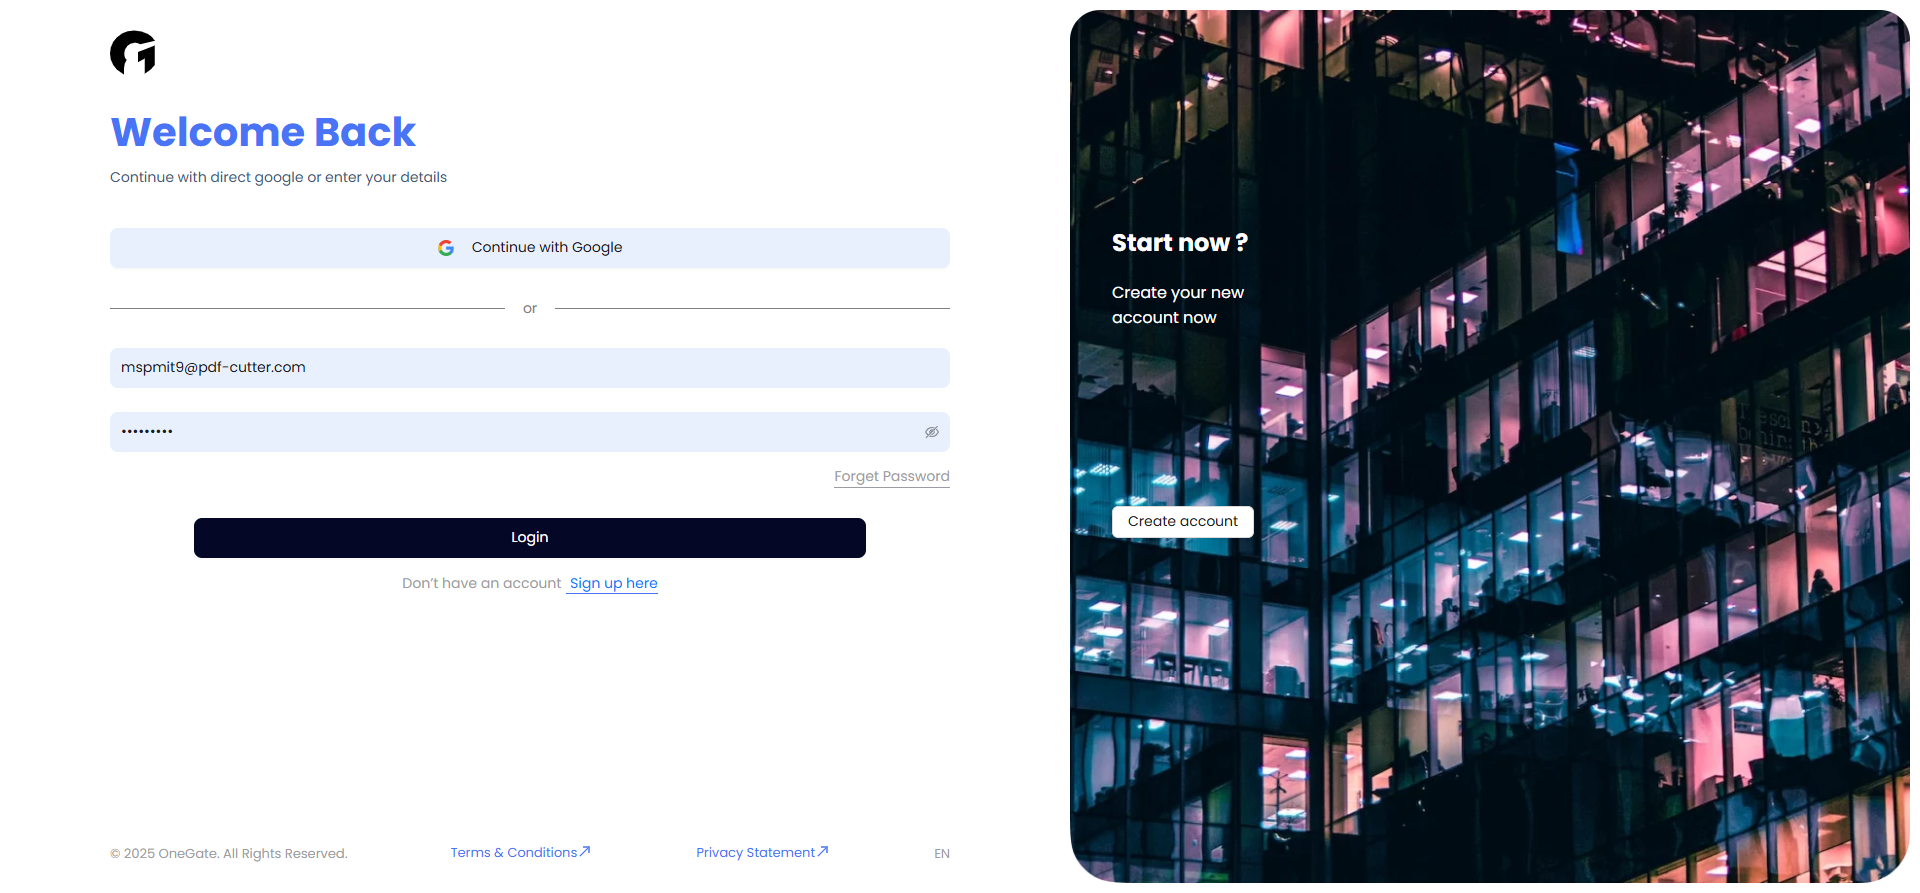 Welcome Back
Continue with direct google or enter your details
Continue with Google
or
mspmit9@pdf-cutter.com
•••••••••
Forget Password
Login
Don’t have an account Sign up here
© 2025 OneGate. All Rights Reserved.
Terms & Conditions
Privacy Statement
EN
Start now ?
Create your new
account now
Create account